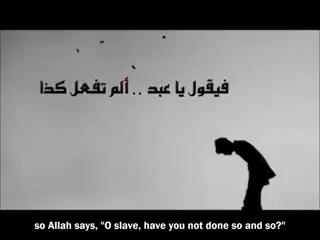 فيقول يا عبد .. ألم تفعل كذا
so Allah says, "O slave, have you not done so and so?"